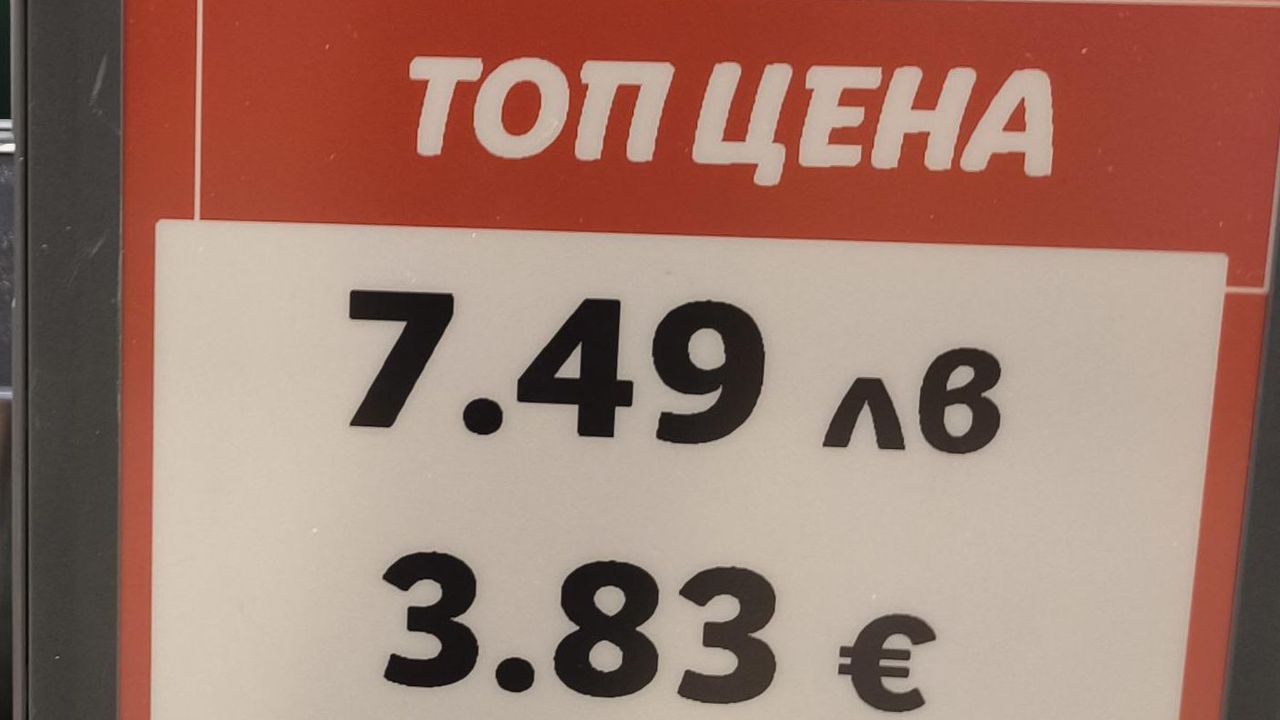 ТОП ЦЕНА
7.49 лв
3.83 €